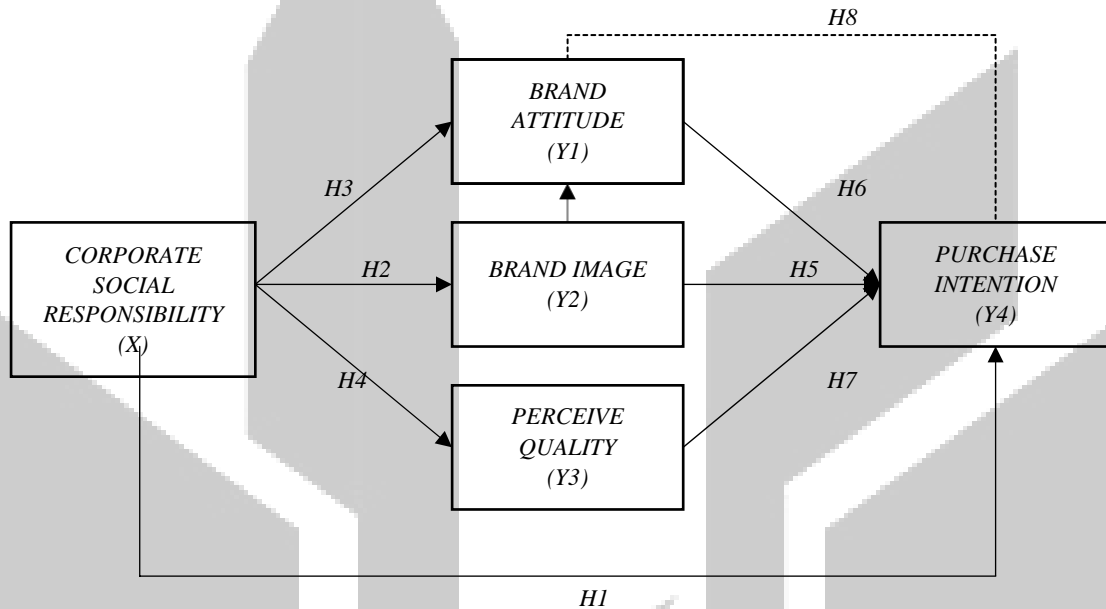 H8
BRAND
ATTITUDE
(Y1)
H3
H6
CORPORATE
SOCIAL
RESPONSIBILITY
(X)
H2
BRAND IMAGE
(Y2)
H5
PURCHASE
INTENTION
(Y4)
H4
H7
PERCEIVE
QUALITY
(Y3)
H1